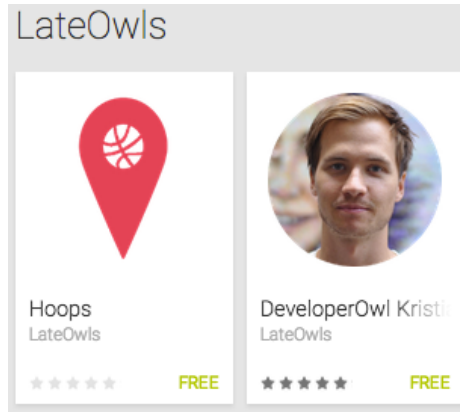 LateOwls
Hoops
LateOwls
FREE
DeveloperOwl Kristi
LateOwls
FREE